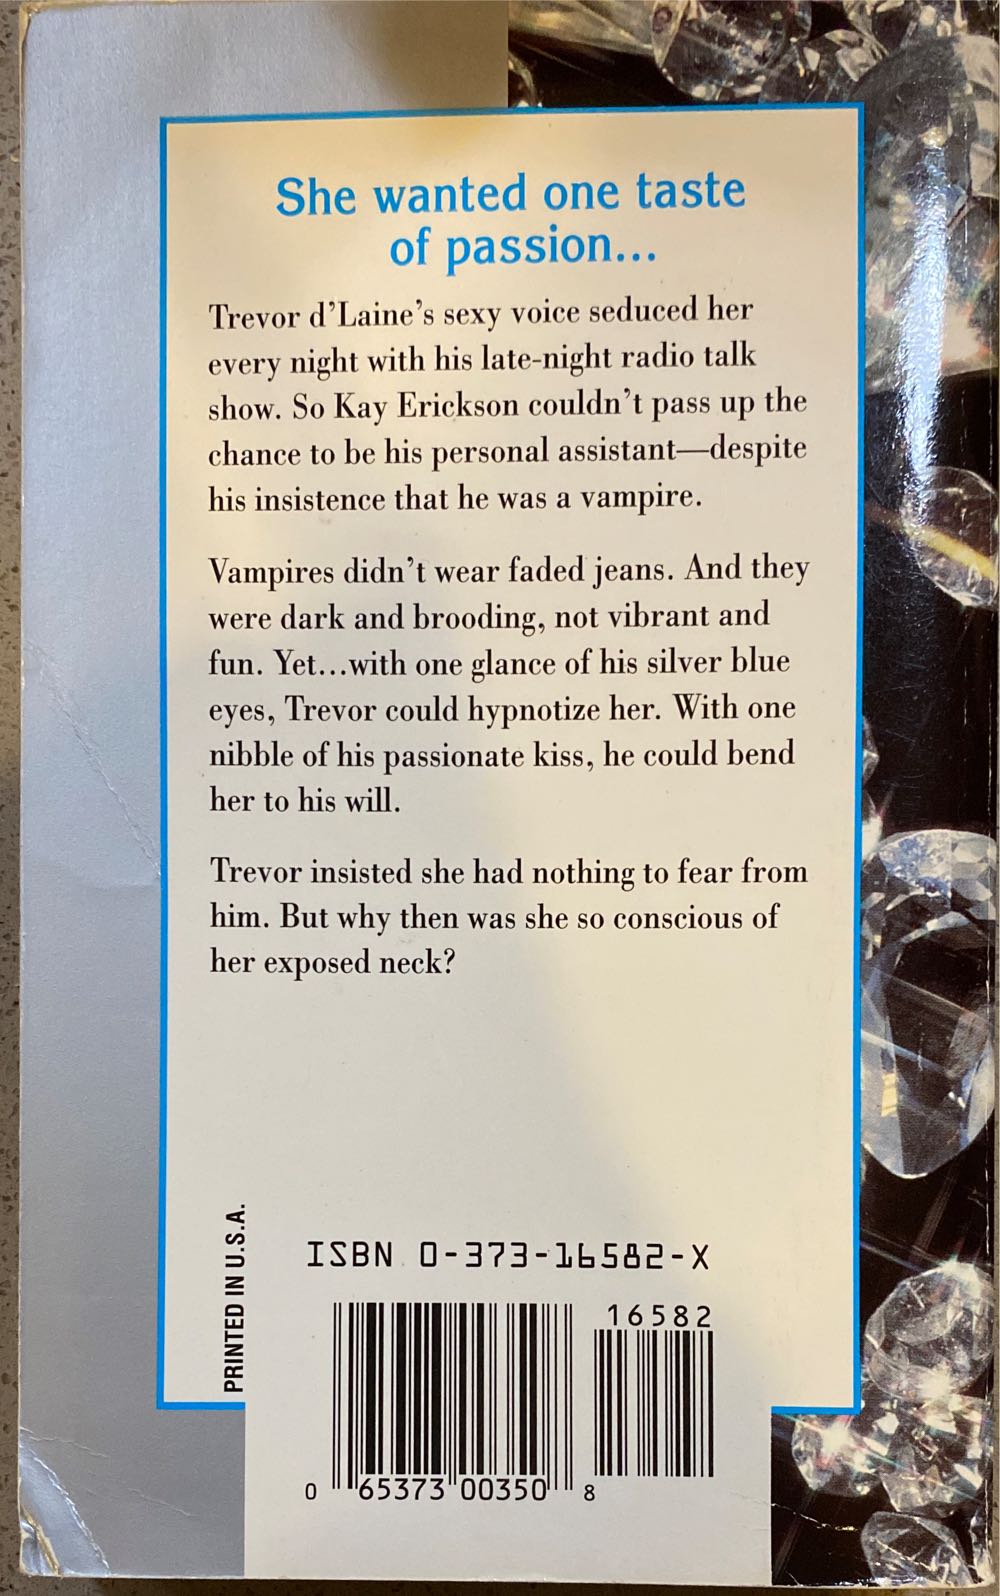 She wanted one taste
of passion...
Trevor d'Laine's sexy voice seduced her
every night with his late-night radio talk
show. So Kay Erickson couldn't pass up the
chance to be his personal assistant—despite
his insistence that he was a vampire.
Vampires didn't wear faded jeans. And they
were dark and brooding, not vibrant and
fun. Yet...with one glance of his silver blue
eyes, Trevor could hypnotize her. With one
nibble of his passionate kiss, he could bend
her to his will.
Trevor insisted she had nothing to fear from
him. But why then was she so conscious of
her exposed neck?
PRINTED IN U.S.A.
ISBN 0-373-16582-X
16582
0 65373 00350 8